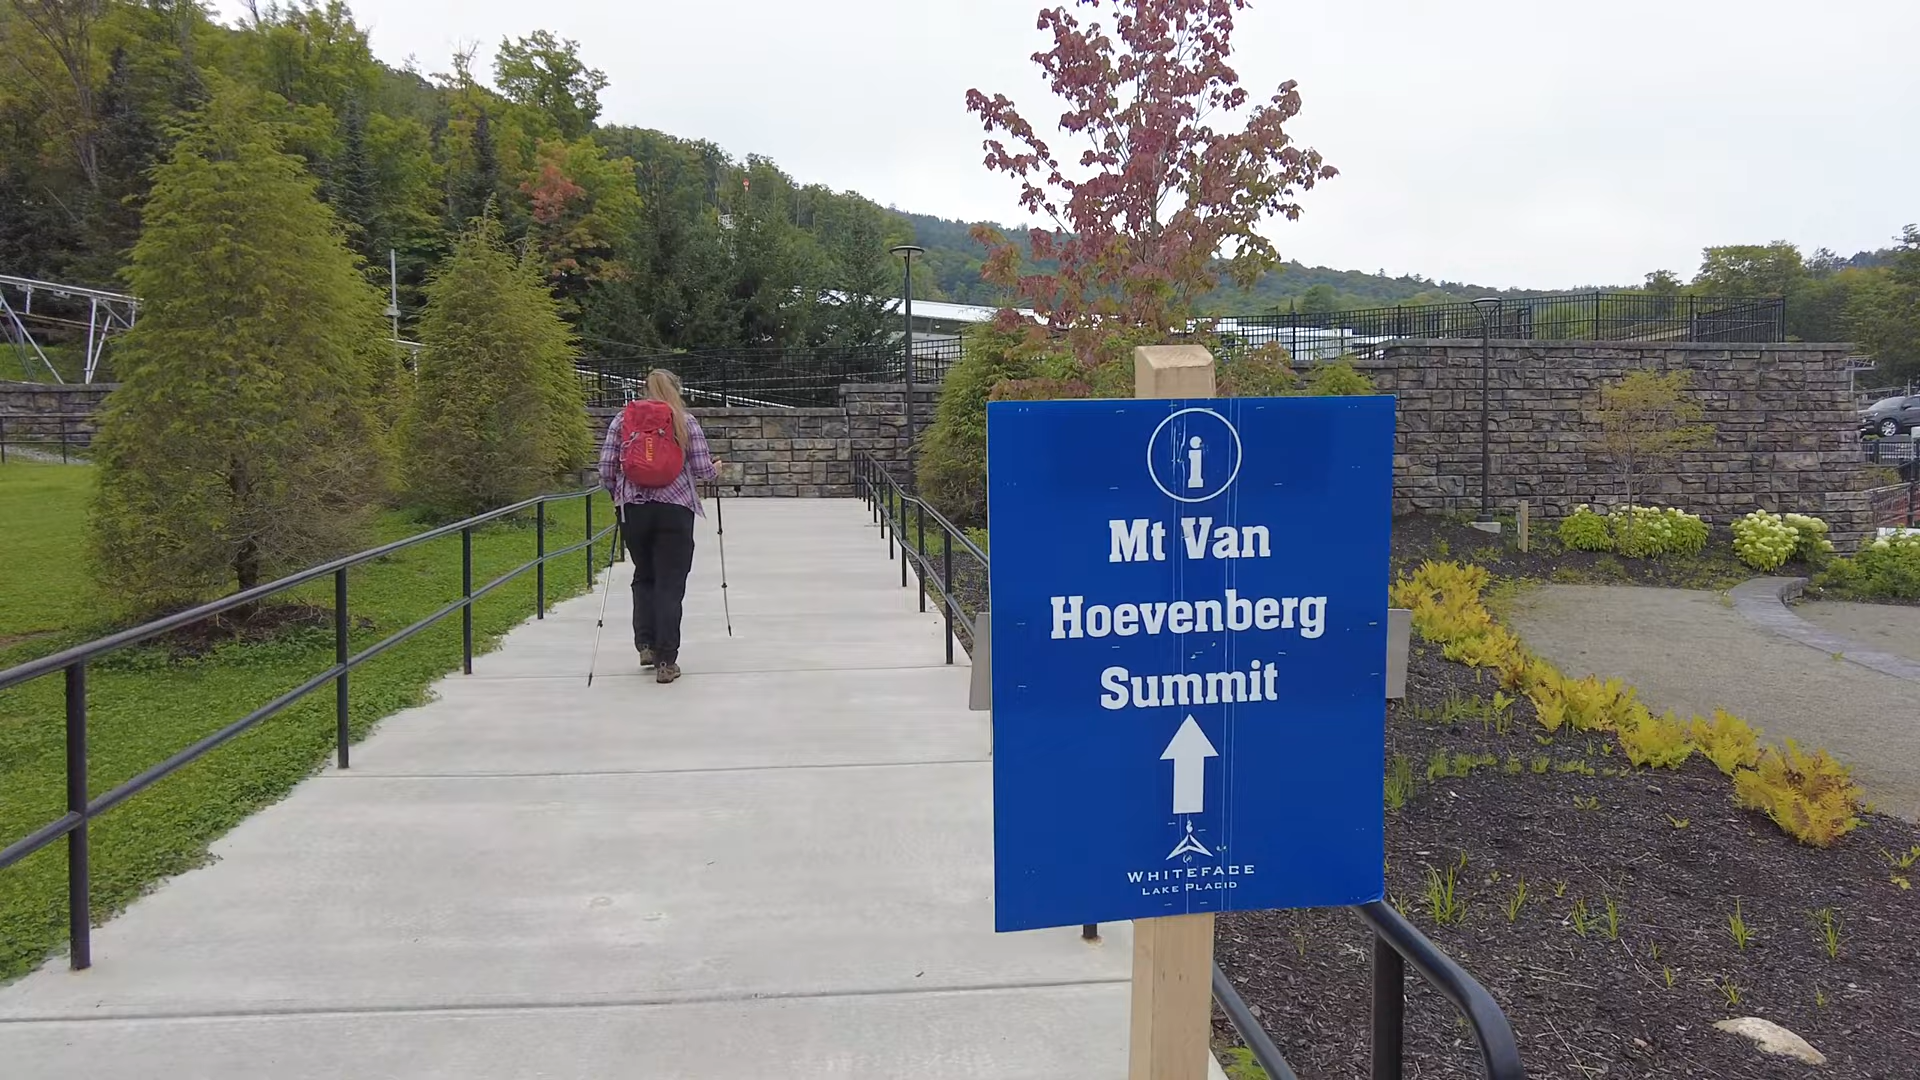 i
Mt Van
Hoevenberg
Summit
WHITEFACE
LAKE PLACID